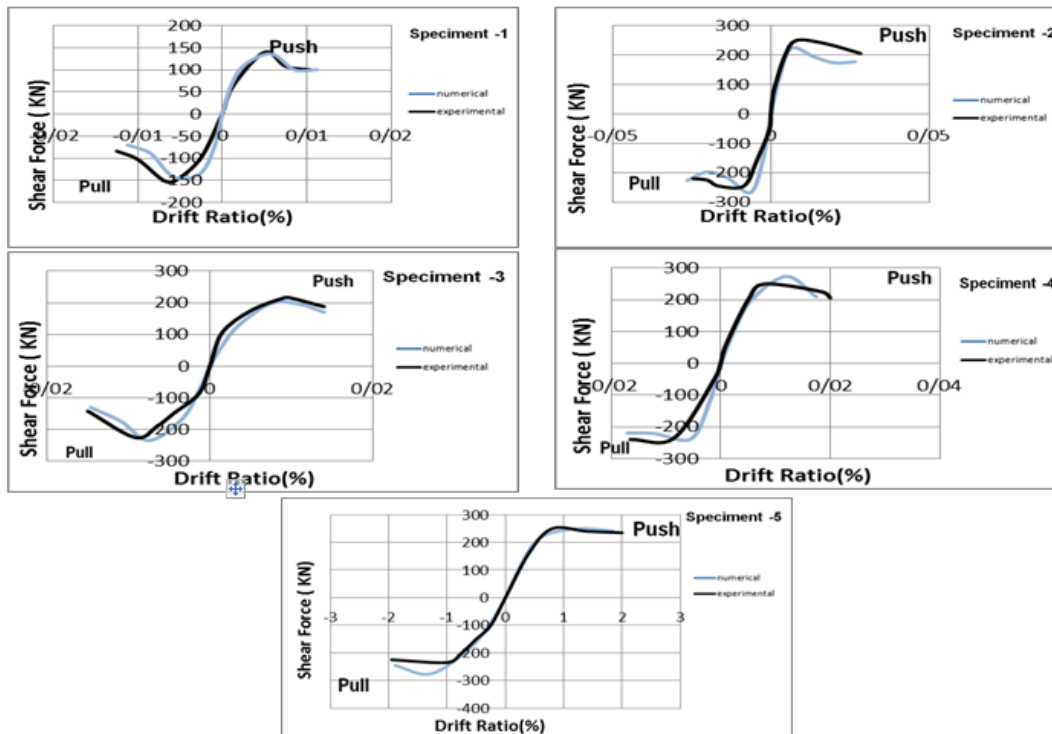 Speciment -1
200
150
100
50
0
-50
-100
-150
-200
0/02
-0/01
0
0/01
0/02
Push
Pull
numerical
experimental
Shear Force ( KN)
Drift Ratio(%)
Speciment -2
300
200
100
0
-100
-200
-300
-0/05
0
0/05
Push
Pull
numerical
experimental
Shear Force ( KN)
Drift Ratio(%)
Speciment -3
300
200
100
0
-100
-200
-300
0/02
0
0/02
Push
Pull
numerical
experimental
Shear Force ( KN)
Drift Ratio(%)
Speciment -4
300
200
100
0
-100
-200
-300
0/02
0
0/02
0/04
Push
Pull
numerical
experimental
Shear Force ( KN)
Drift Ratio(%)
Speciment -5
300
200
100
0
-100
-200
-300
-400
-3
-2
-1
0
1
2
3
Push
Pull
numerical
experimental
Shear Force ( KN)
Drift Ratio(%)